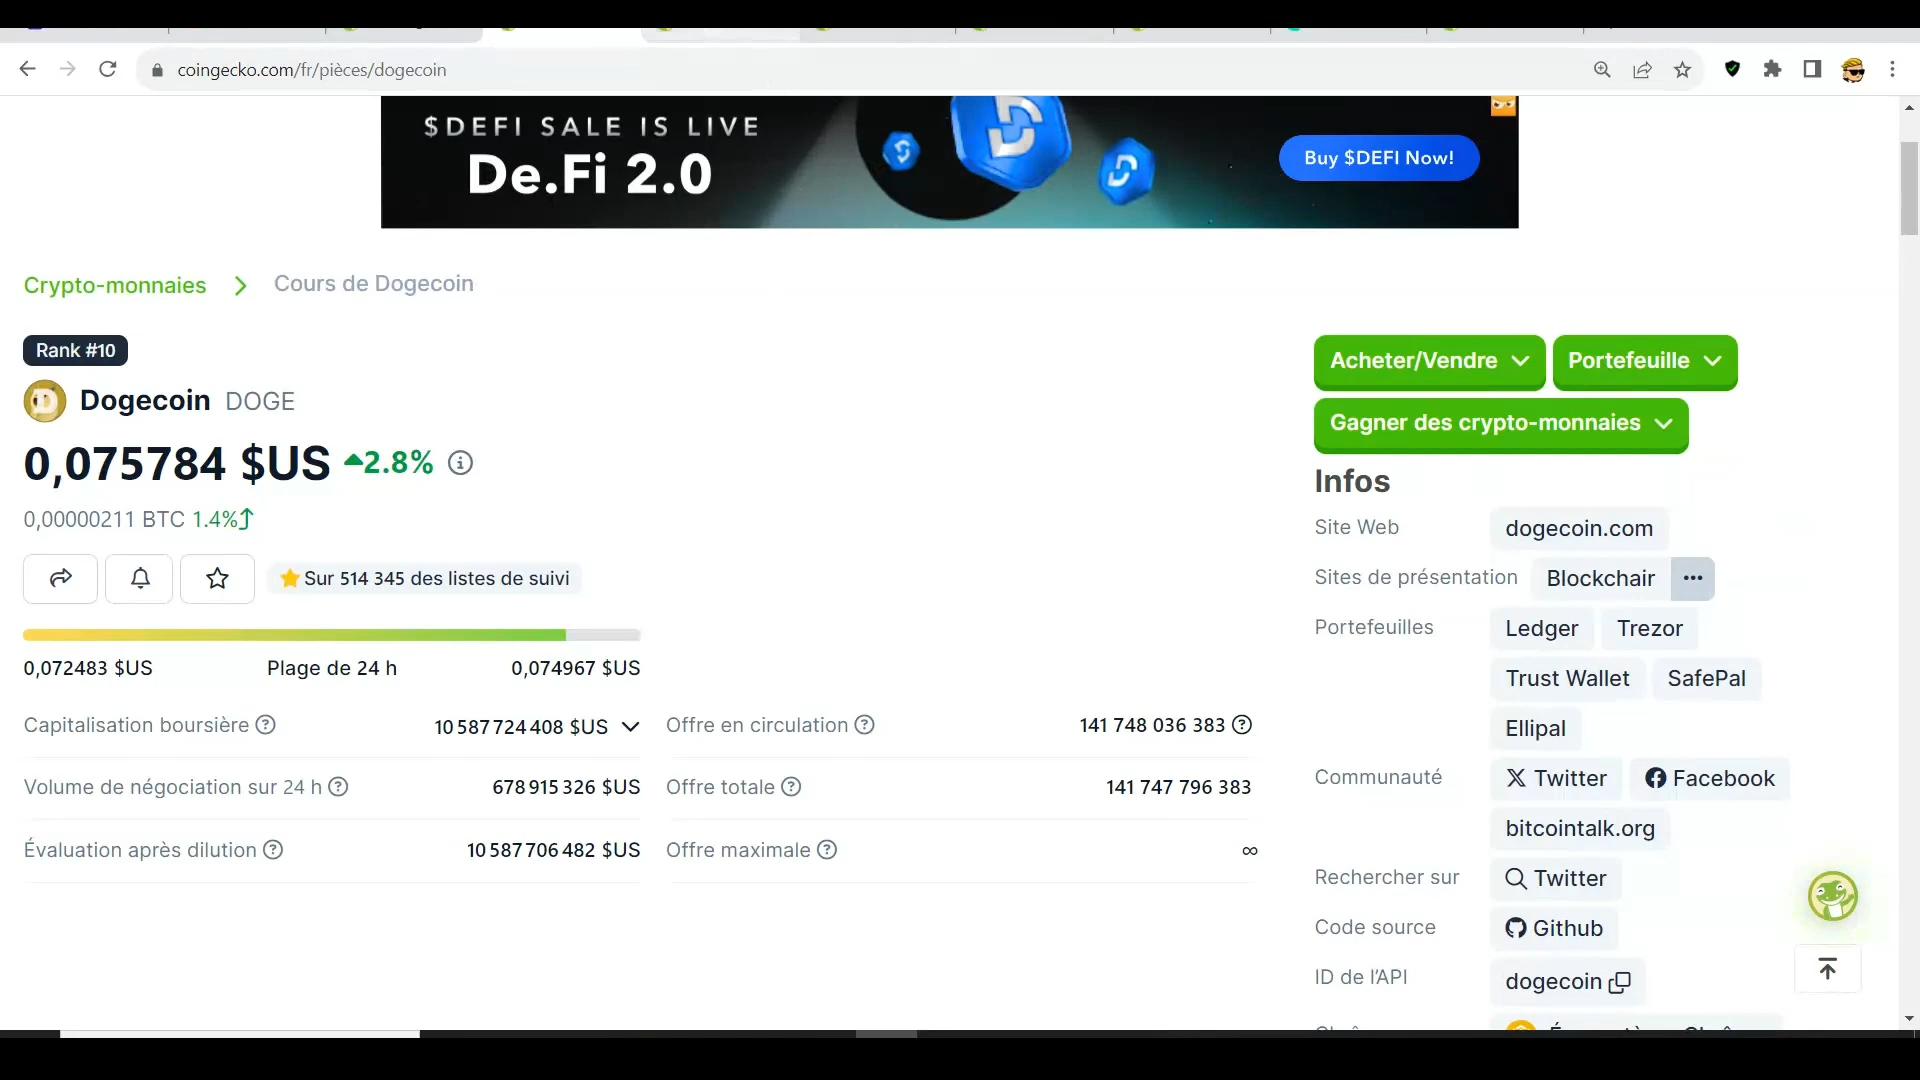 coingecko.com/fr/pièces/dogecoin
$DEFI SALE IS LIVE
De.Fi 2.0
Buy $DEFI Now!
Crypto-monnaies
Cours de Dogecoin
Rank #10
Dogecoin DOGE
0,075784 $US 2.8%
0,00000211 BTC 1.4%
Sur 514 345 des listes de suivi
0,072483 $US Plage de 24 h 0,074967 $US
Capitalisation boursière 10 587 724 408 $US
Volume de négociation sur 24 h 678 915 326 $US
Évaluation après dilution 10 587 706 482 $US
Offre en circulation 141 748 036 383
Offre totale 141 747 796 383
Offre maximale ∞
Acheter/Vendre Portefeuille
Gagner des crypto-monnaies
Infos
Site Web dogecoin.com
Sites de présentation Blockchair
Portefeuilles Ledger Trezor
Trust Wallet SafePal
Ellipal
Communauté Twitter Facebook
bitcointalk.org
Rechercher sur Twitter
Code source Github
ID de l'API dogecoin